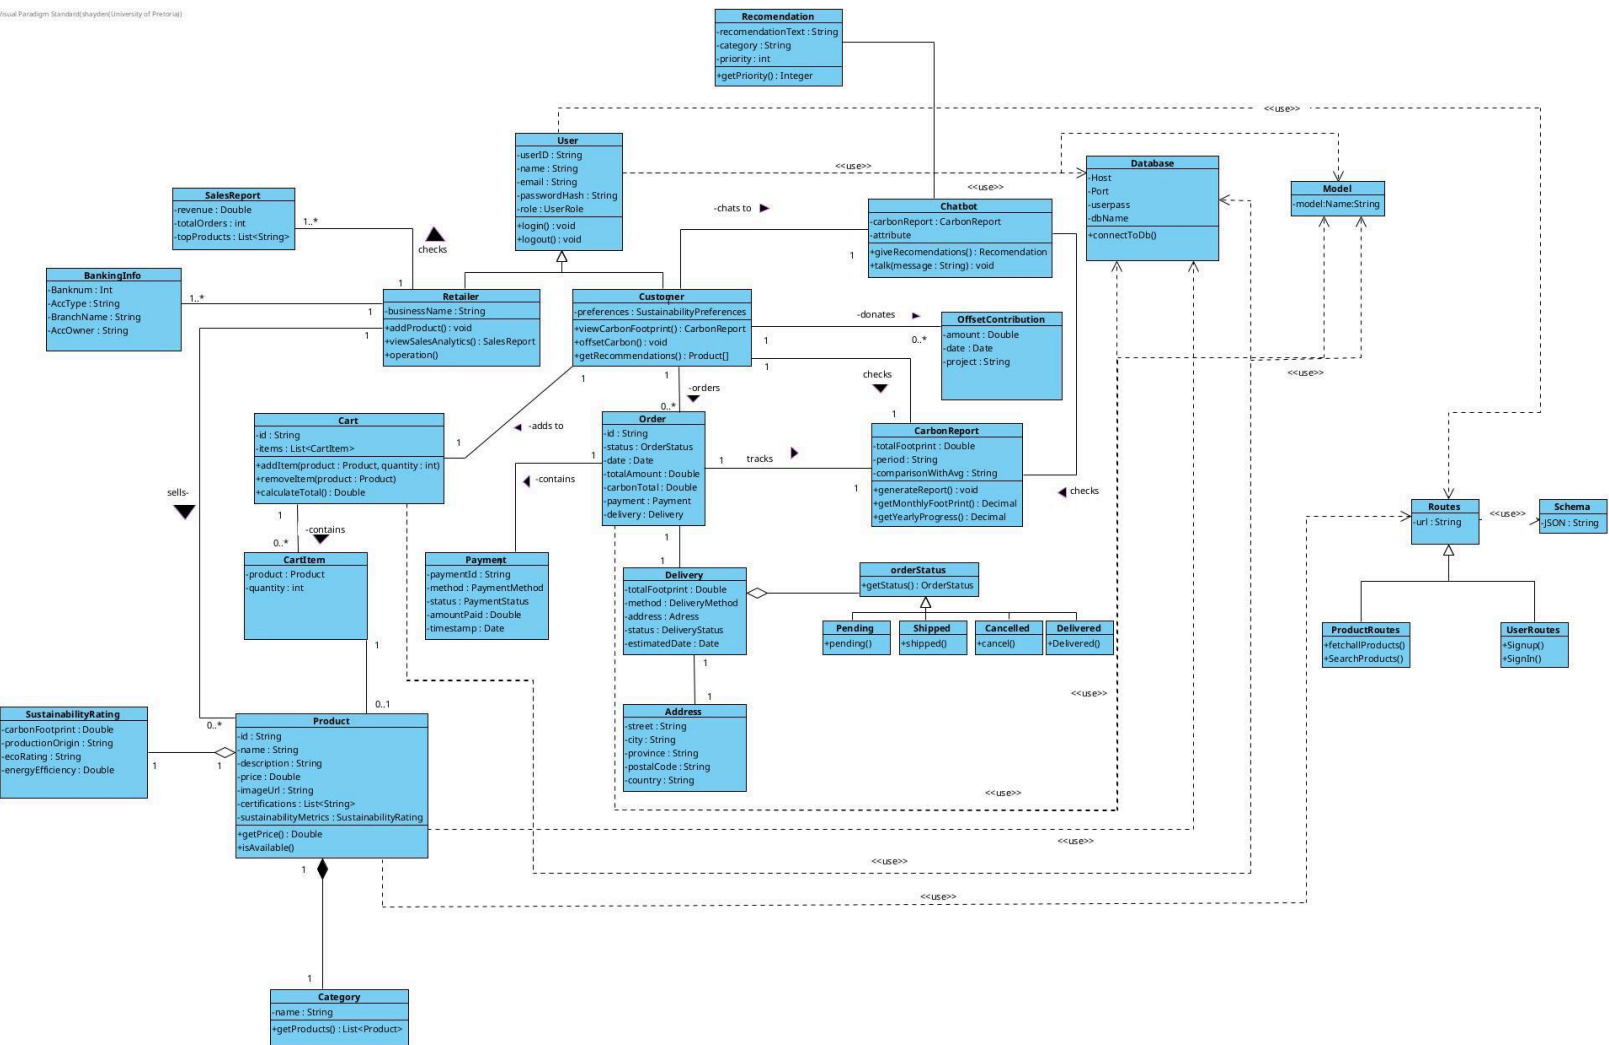 Visual Paradigm Standard(shayden(University of Pretoria))
Recomendation
-recomendationText : String
-category : String
-priority : int
+getPriority() : Integer
<<use>>
User
-userID : String
-name : String
-email : String
-passwordHash : String
-role : UserRole
+login() : void
+logout() : void
<<use>>
<<use>>
Database
-Host
-Port
-userpass
-dbName
+connectToDb()
Model
-model:Name:String
SalesReport
-revenue : Double
-totalOrders : int
-topProducts : List<String>
1..*
checks
1
-chats to
Chatbot
-carbonReport : CarbonReport
-attribute
+giveRecomendations() : Recomendation
+talk(message : String) : void
1
BankingInfo
-Banknum : Int
-AccType : String
-BranchName : String
-AccOwner : String
1..*
1
1
Retailer
-businessName : String
+addProduct() : void
+viewSalesAnalytics() : SalesReport
+operation()
Customer
-preferences : SustainabilityPreferences
+viewCarbonFootprint() : CarbonReport
+offsetCarbon() : void
+getRecommendations() : Product[]
-donates
1
0..*
OffsetContribution
-amount : Double
-date : Date
-project : String
1
checks
1
<<use>>
1
1
-orders
0..*
-adds to
1
Cart
-id : String
-items : List<CartItem>
+addItem(product : Product, quantity : int)
+removeItem(product : Product)
+calculateTotal() : Double
Order
-id : String
-status : OrderStatus
-date : Date
-totalAmount : Double
-carbonTotal : Double
-payment : Payment
-delivery : Delivery
1
-contains
1
tracks
1
CarbonReport
-totalFootprint : Double
-period : String
-comparisonWithAvg : String
+generateReport() : void
+getMonthlyFootPrint() : Decimal
+getYearlyProgress() : Decimal
checks
sells-
1
-contains
0..*
CartItem
-product : Product
-quantity : int
1
0..1
Payment
-paymentId : String
-method : PaymentMethod
-status : PaymentStatus
-amountPaid : Double
-timestamp : Date
1
1
Delivery
-totalFootprint : Double
-method : DeliveryMethod
-address : Adress
-status : DeliveryStatus
-estimatedDate : Date
orderStatus
+getStatus() : OrderStatus
Pending
+pending()
Shipped
+shipped()
Cancelled
+cancel()
Delivered
+Delivered()
Routes
-url : String
<<use>>
Schema
-JSON : String
ProductRoutes
+fetchallProducts()
+SearchProducts()
UserRoutes
+Signup()
+SignIn()
1
1
Address
-street : String
-city : String
-province : String
-postalCode : String
-country : String
<<use>>
<<use>>
SustainabilityRating
-carbonFootprint : Double
-productionOrigin : String
-ecoRating : String
-energyEfficiency : Double
1
1
0..*
Product
-id : String
-name : String
-description : String
-price : Double
-imageUrl : String
-certifications : List<String>
-sustainabilityMetrics : SustainabilityRating
+getPrice() : Double
+isAvailable()
<<use>>
<<use>>
<<use>>
1
1
Category
-name : String
+getProducts() : List<Product>